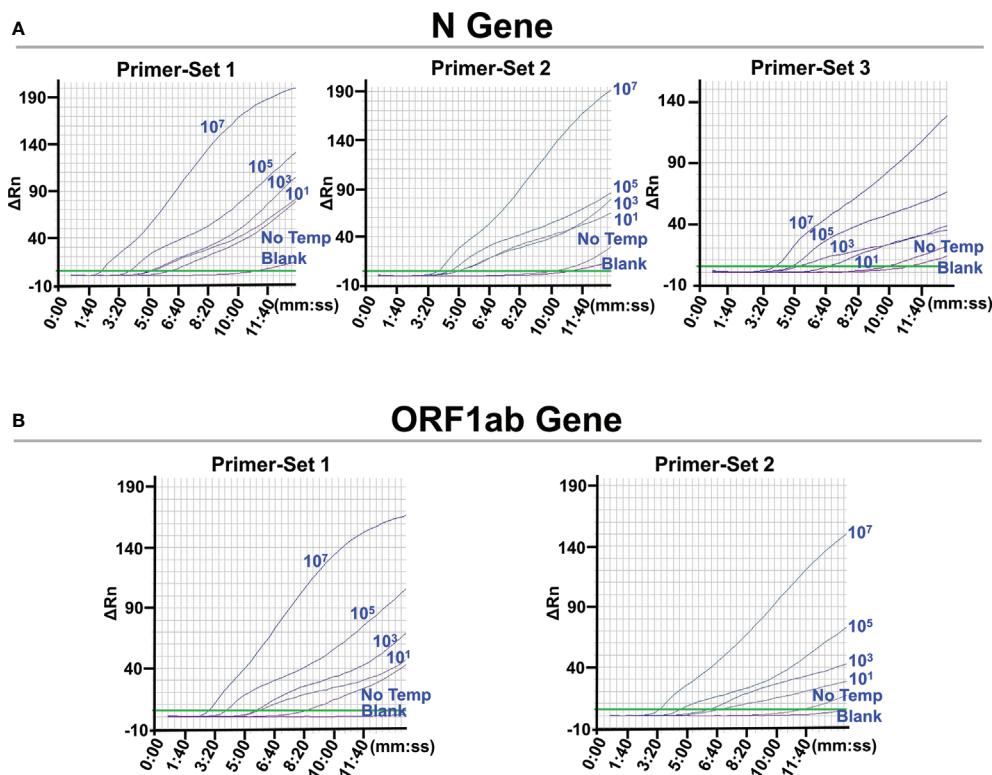 A
N Gene
Primer-Set 1
Primer-Set 2
Primer-Set 3
ΔRn
190
140
90
40
-10
10⁷
10⁵
10³
10¹
No Temp
Blank
0:00 1:40 3:20 5:00 6:40 8:20 10:00 11:40 (mm:ss)
ΔRn
190
140
90
40
-10
10⁷
10⁵
10³
10¹
No Temp
Blank
0:00 1:40 3:20 5:00 6:40 8:20 10:00 11:40 (mm:ss)
ΔRn
140
90
40
-10
10⁷
10⁵
10³
10¹
No Temp
Blank
0:00 1:40 3:20 5:00 6:40 8:20 10:00 11:40 (mm:ss)
B
ORF1ab Gene
Primer-Set 1
Primer-Set 2
ΔRn
190
140
90
40
-10
10⁷
10⁵
10³
10¹
No Temp
Blank
0:00 1:40 3:20 5:00 6:40 8:20 10:00 11:40 (mm:ss)
ΔRn
190
140
90
40
-10
10⁷
10⁵
10³
10¹
No Temp
Blank
0:00 1:40 3:20 5:00 6:40 8:20 10:00 11:40 (mm:ss)